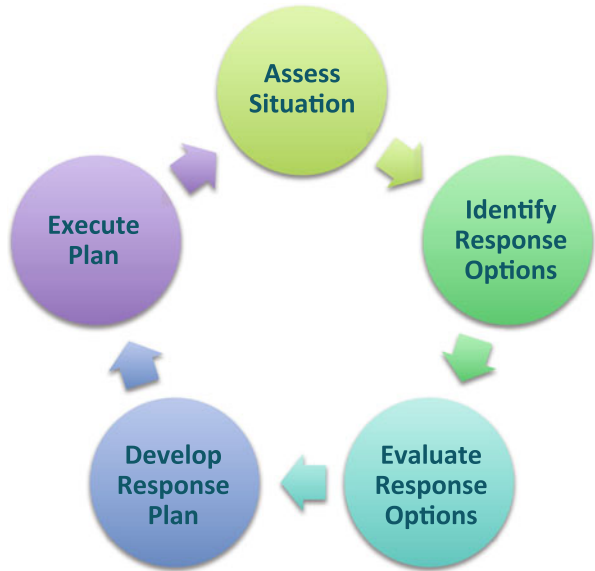 Assess
Situation
Identify
Response
Options
Evaluate
Response
Options
Develop
Response
Plan
Execute
Plan